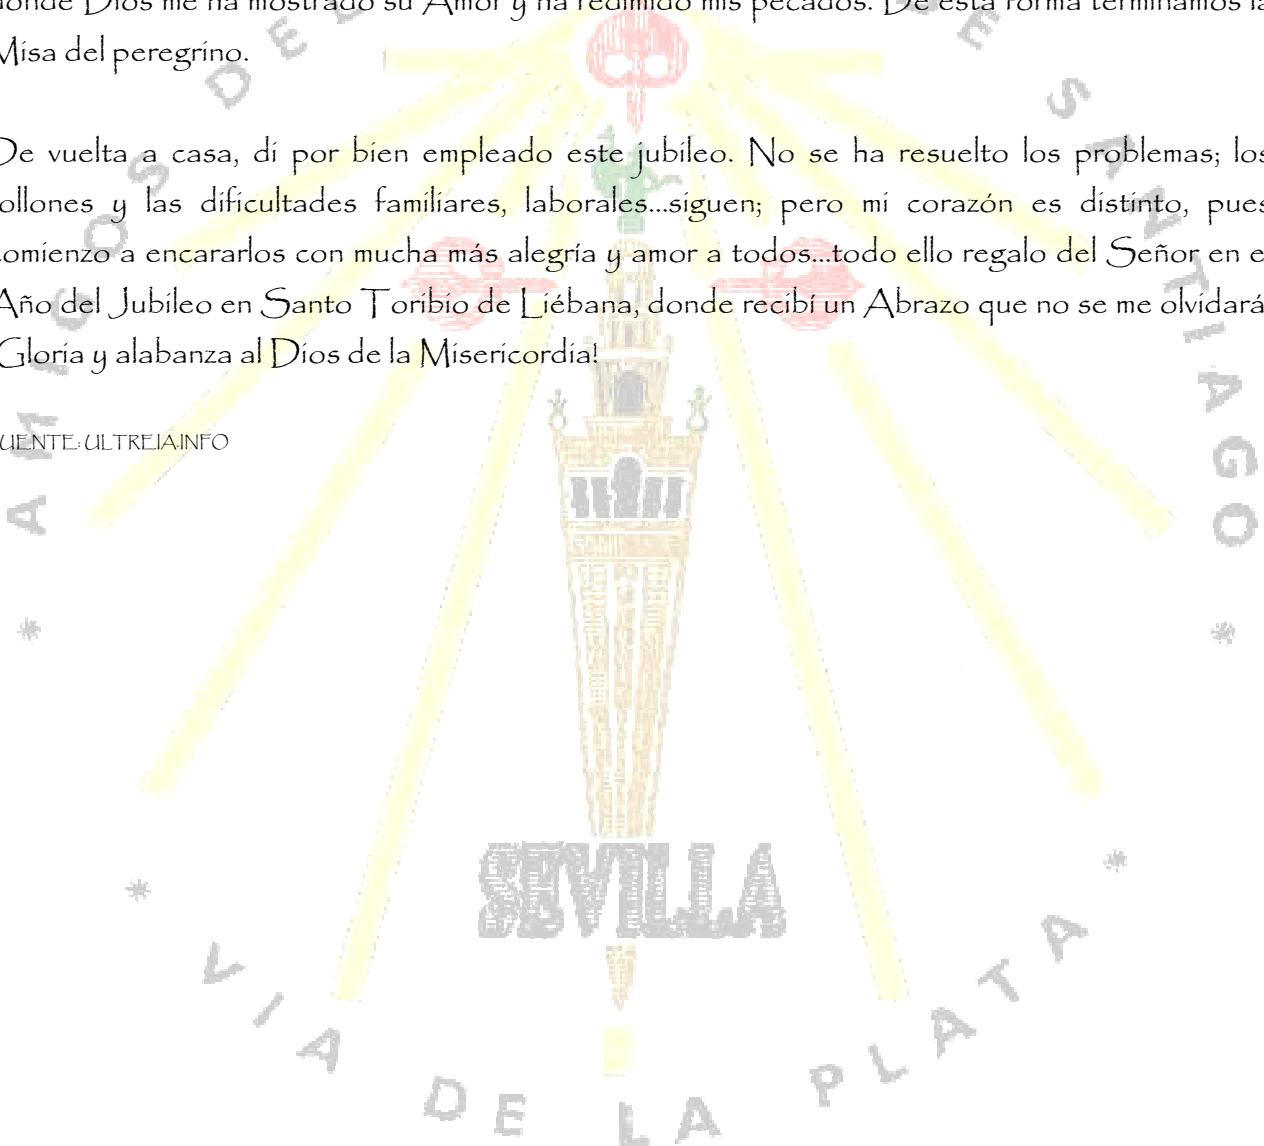 donde Dios me ha mostrado su Amor y ha redimido mis pecados. De esta forma terminamos la
Misa del peregrino.
De vuelta a casa, di por bien empleado este jubileo. No se ha resuelto los problemas; los
follones y las dificultades familiares, laborales...siguen; pero mi corazón es distinto, pues
comienzo a encararlos con mucha más alegría y amor a todos...todo ello regalo del Señor en e
Año del Jubileo en Santo Toribio de Liébana, donde recibí un Abrazo que no se me olvidará
Gloria y alabanza al Dios de la Misericordia!
UENTE: ULTREIA.INFO
* AMIGOS DEL
DE SANTIAGO *
SEVILLA
* VIA DE LA PLATA *